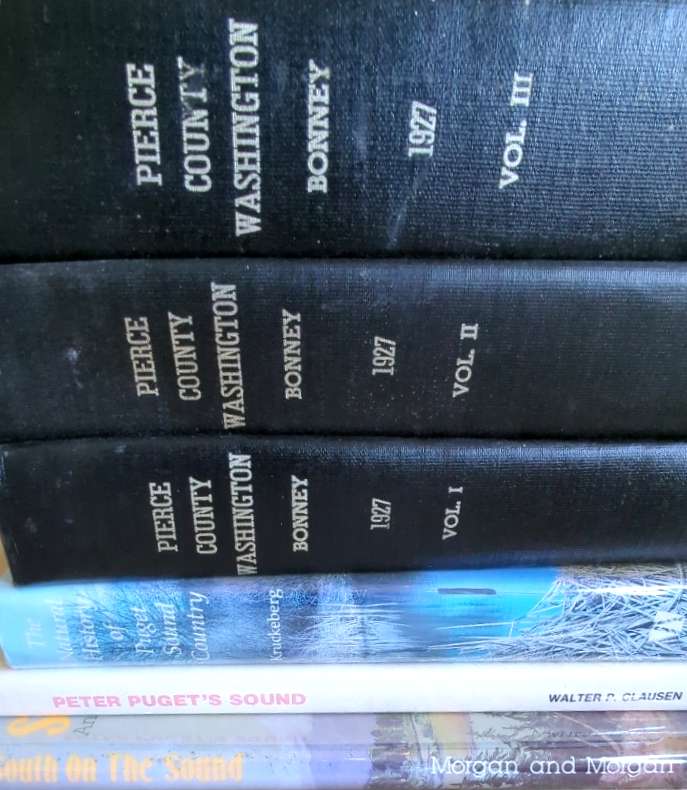 PIERCE
COUNTY
WASHINGTON
BONNEY
1927
VOL. III
PIERCE
COUNTY
WASHINGTON
BONNEY
1927
VOL. II
PIERCE
COUNTY
WASHINGTON
BONNEY
1927
VOL. I
The
Natural
History
of
Puget
Sound
Country
Kruckeberg
PETER PUGET'S SOUND
WALTER P. CLAUSEN
South On The Sound
Morgan and Morgan